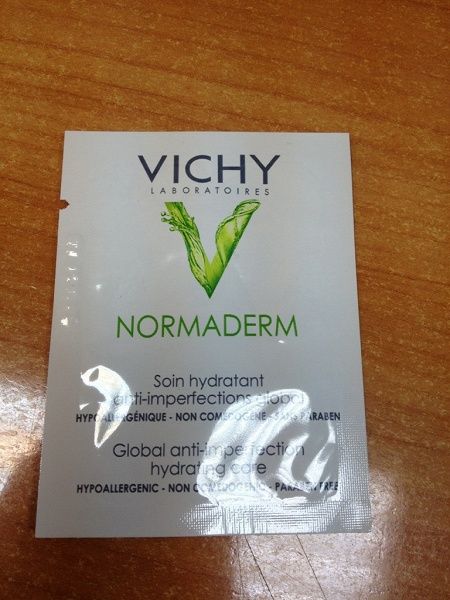 VICHY
LABORATOIRES
NORMADERM
Soin hydratant
anti-imperfections global
HYPOALLERGÉNIQUE - NON COMÉDOGÈNE - SANS PARABEN
Global anti-imperfection
hydrating care
HYPOALLERGENIC - NON COMEDOGENIC - PARABEN FREE